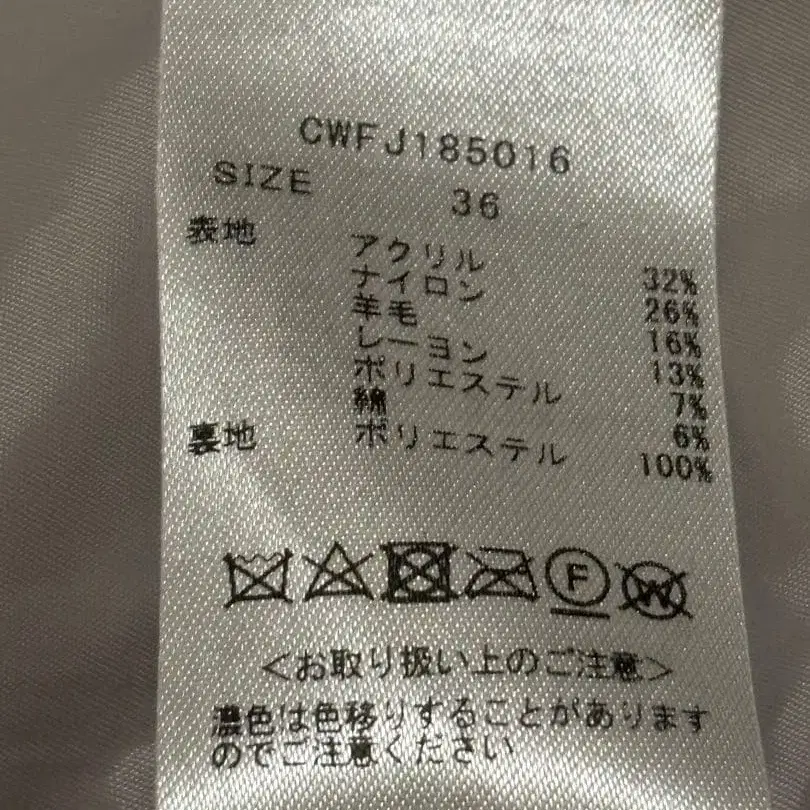 CWFJ185016
SIZE 36
表地 アクリル 32%
ナイロン 26%
羊毛 16%
レーヨン 13%
ポリエステル 7%
綿 6%
裏地 ポリエステル 100%
F W
<お取り扱い上のご注意>
濃色は色移りすることがあります
のでご注意ください